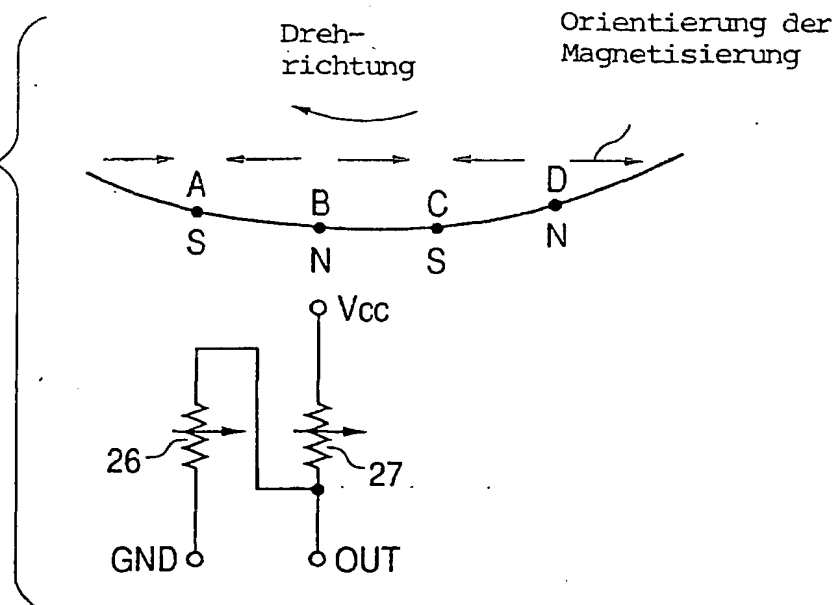 Dreh-
richtung
Orientierung der
Magnetisierung
A
B
C
D
S
N
S
N
Vcc
26
27
GND
OUT